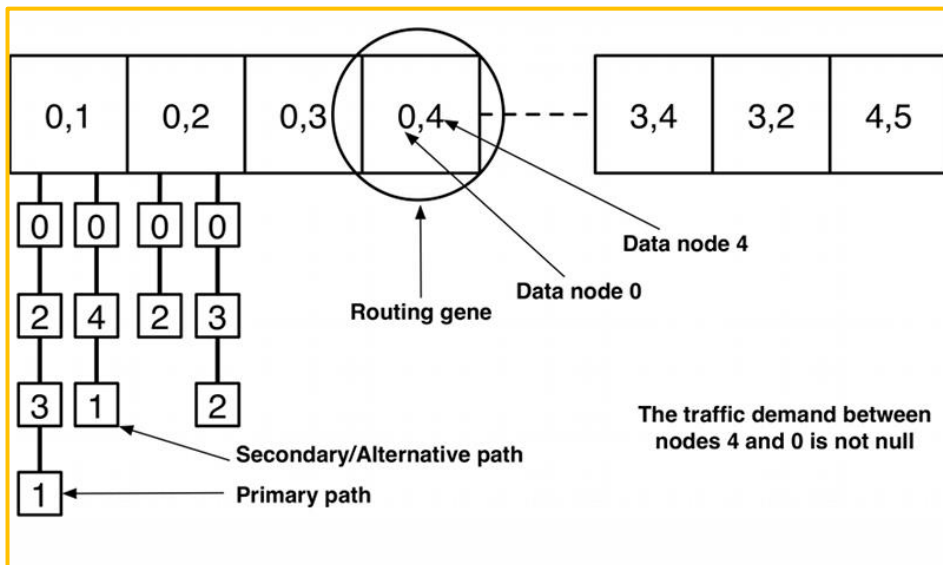 0,1 0,2 0,3 0,4 3,4 3,2 4,5
0 0 0 0
Data node 4
Data node 0
Routing gene
2 4 2 3
3 1 2
The traffic demand between
nodes 4 and 0 is not null
Secondary/Alternative path
1 Primary path